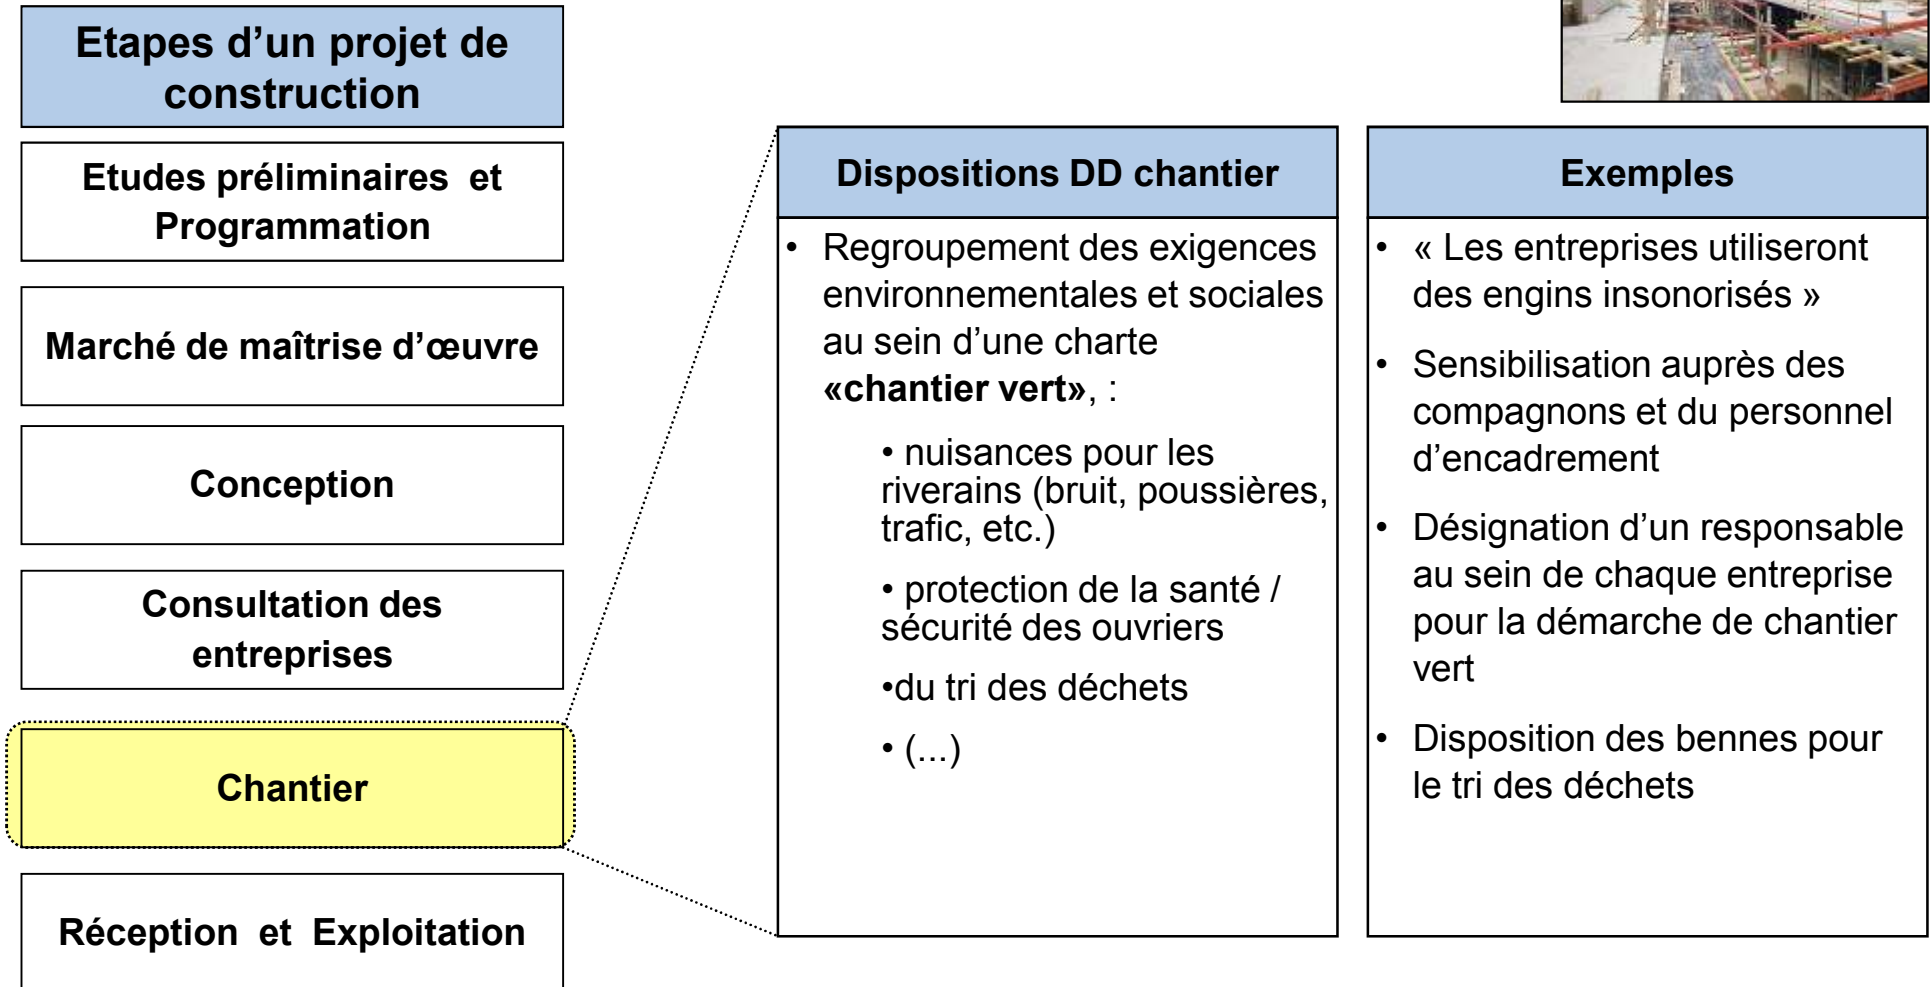 Etapes d’un projet de
construction
Etudes préliminaires et
Programmation
Marché de maîtrise d’œuvre
Conception
Consultation des
entreprises
Chantier
Réception et Exploitation
Dispositions DD chantier
• Regroupement des exigences
environnementales et sociales
au sein d’une charte
«chantier vert», :
• nuisances pour les
riverains (bruit, poussières,
trafic, etc.)
• protection de la santé /
sécurité des ouvriers
•du tri des déchets
• (...)
Exemples
• « Les entreprises utiliseront
des engins insonorisés »
• Sensibilisation auprès des
compagnons et du personnel
d’encadrement
• Désignation d’un responsable
au sein de chaque entreprise
pour la démarche de chantier
vert
• Disposition des bennes pour
le tri des déchets